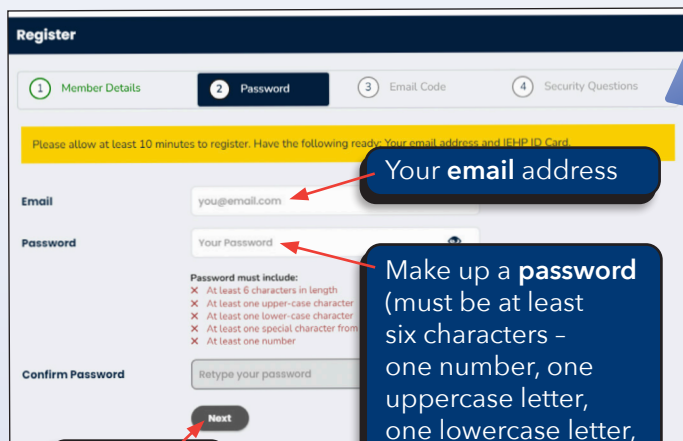 Register
1 Member Details 2 Password 3 Email Code 4 Security Questions
Please allow at least 10 minutes to register. Have the following ready: Your email address and IEHP ID Card.
Your email address
Email you@email.com
Password Your Password
Make up a password
(must be at least
six characters –
one number, one
uppercase letter,
one lowercase letter,
Password must include:
X At least 6 characters in length
X At least one upper-case character
X At least one lower-case character
X At least one special character from
X At least one number
Confirm Password Retype your password
Next